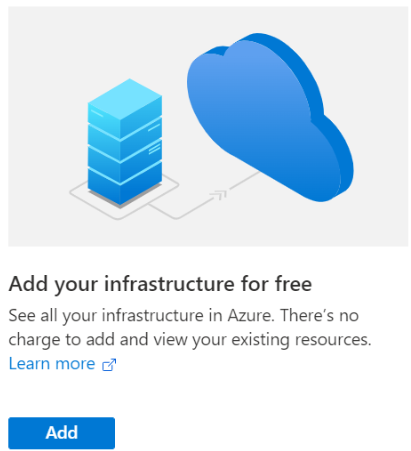 Add your infrastructure for free
See all your infrastructure in Azure. There's no
charge to add and view your existing resources.
Learn more
Add